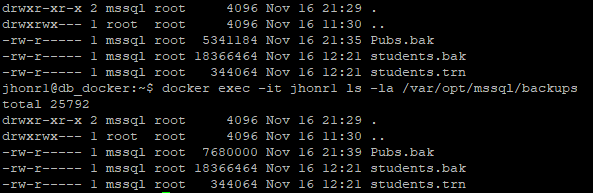 drwxr-xr-x 2 mssql root     4096 Nov 16 21:29 .
drwxrwx--- 1 root  root     4096 Nov 16 11:30 ..
-rw-r----- 1 mssql root  5341184 Nov 16 21:35 Pubs.bak
-rw-r----- 1 mssql root 18366464 Nov 16 12:21 students.bak
-rw-r----- 1 mssql root   344064 Nov 16 12:21 students.trn
jhonrl@db_docker:~$ docker exec -it jhonrl ls -la /var/opt/mssql/backups
total 25792
drwxr-xr-x 2 mssql root     4096 Nov 16 21:29 .
drwxrwx--- 1 root  root     4096 Nov 16 11:30 ..
-rw-r----- 1 mssql root  7680000 Nov 16 21:39 Pubs.bak
-rw-r----- 1 mssql root 18366464 Nov 16 12:21 students.bak
-rw-r----- 1 mssql root   344064 Nov 16 12:21 students.trn